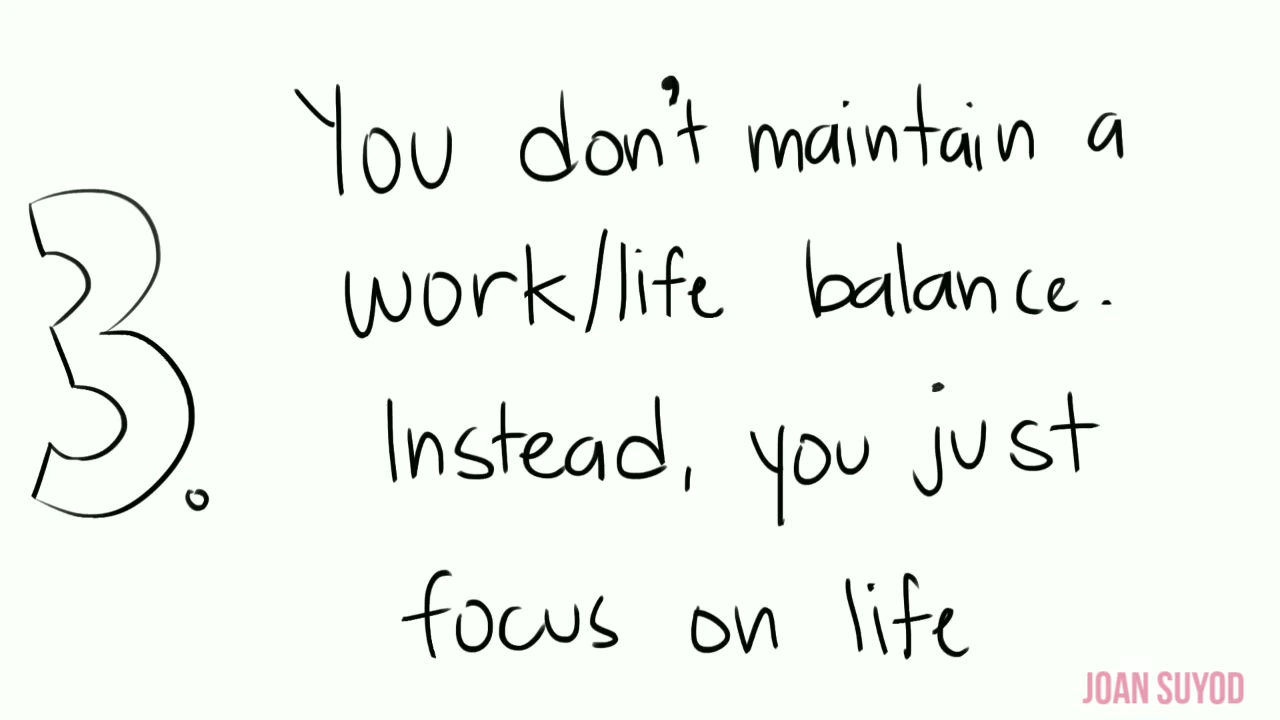 3.
You don't maintain a
work/life balance.
Instead, you just
focus on life
JOAN SUYOD